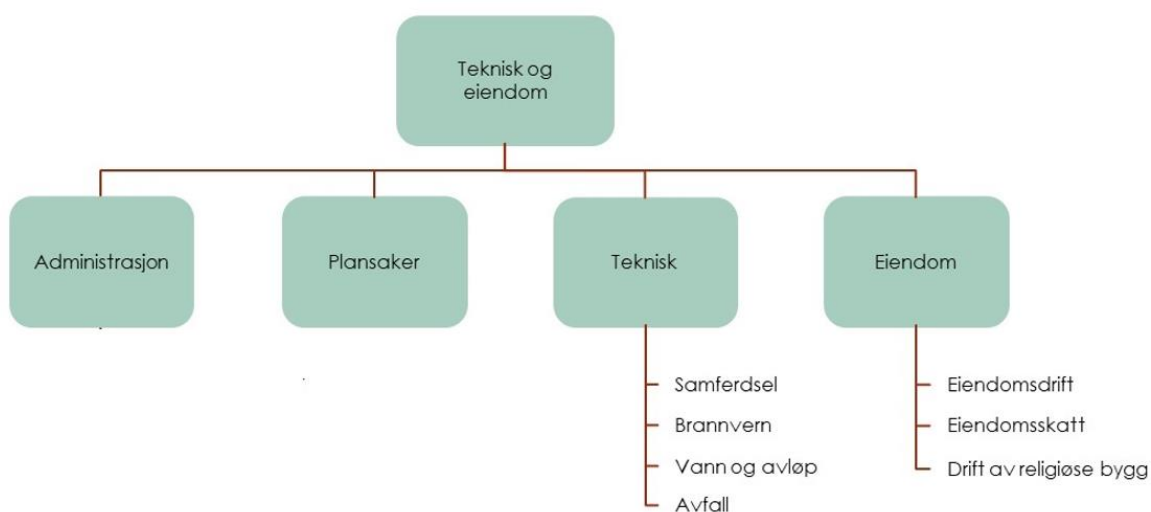 Teknisk og
eiendom
Administrasjon
Plansaker
Teknisk
Eiendom
Samferdsel
Brannvern
Vann og avløp
Avfall
Eiendomsdrift
Eiendomsskatt
Drift av religiøse bygg